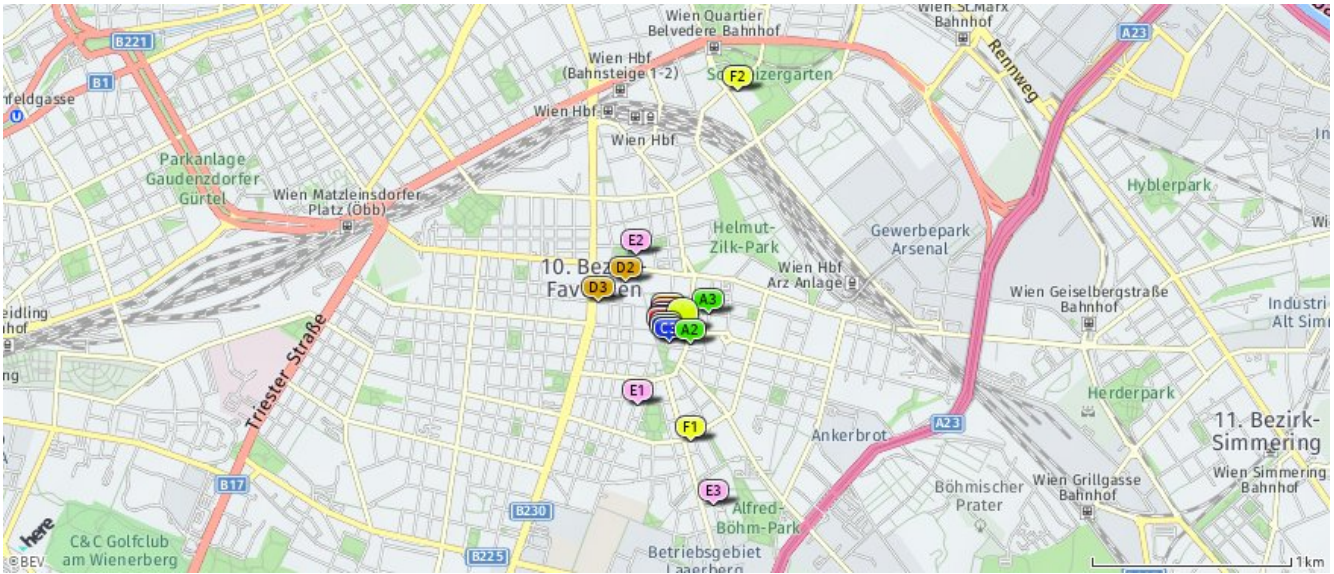 Wien Quartier
Belvedere Bahnhof
Wien St.Marx
Bahnhof
A23
B221
Rennweg
Wien Hbf
(Bahnsteige 1-2)
F2
B1
nfeldgasse
U
Wien Hbf
Wien Hbf
Parkanlage
Gaudenzdorfer
Gürtel
Wien Matzleinsdorfer
Platz (Öbb)
Hyblerpark
Helmut-
Zilk-Park
Gewerbepark
Arsenal
E2
D2
10. Bez
D3
Wien Hbf
Arz Anlage
A3
Wien Geiselbergstraße
Bahnhof
Industri
Alt Simm
eidling
hof
A2
ng
Triester Straße
E1
Herderpark
F1
Ankerbrot
A23
11. Bezirk-
Simmering
B17
E3
Böhmischer
Prater
Wien Grillgasse
Bahnhof
Wien Simmering
Bahnhof
B230
Alfred-
Böhm-Park
here
C&C Golfclub
am Wienerberg
©BEV
B225
Betriebsgebiet
Laaerberg
1km